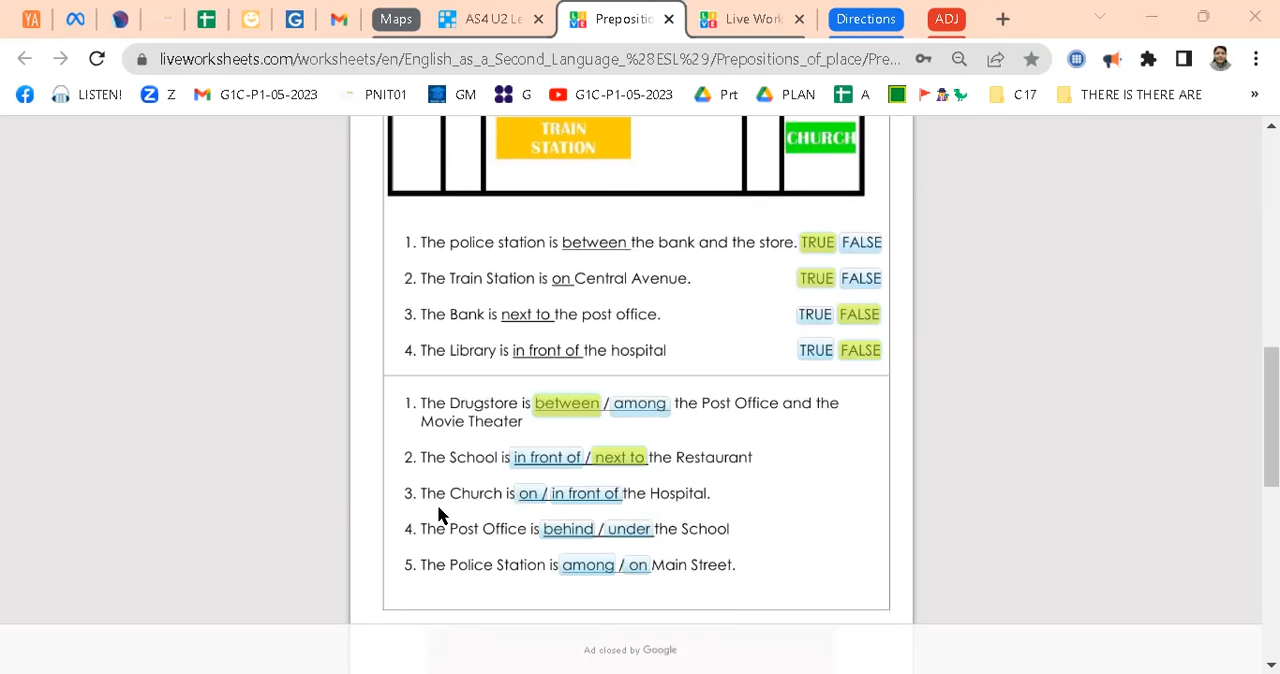 Maps
AS4 U2 Le
Prepositio
Live Work
Directions
ADJ
liveworksheets.com/worksheets/en/English_as_a_Second_Language_%28ESL%29/Prepositions_of_place/Pre...
LISTEN!
Z
G1C-P1-05-2023
PNIT01
GM
G
G1C-P1-05-2023
Prt
PLAN
A
C17
THERE IS THERE ARE
»
TRAIN
STATION
CHURCH
1. The police station is between the bank and the store. TRUE FALSE
2. The Train Station is on Central Avenue. TRUE FALSE
3. The Bank is next to the post office. TRUE FALSE
4. The Library is in front of the hospital TRUE FALSE
1. The Drugstore is between / among the Post Office and the
Movie Theater
2. The School is in front of / next to the Restaurant
3. The Church is on / in front of the Hospital.
4. The Post Office is behind / under the School
5. The Police Station is among / on Main Street.
Ad closed by Google